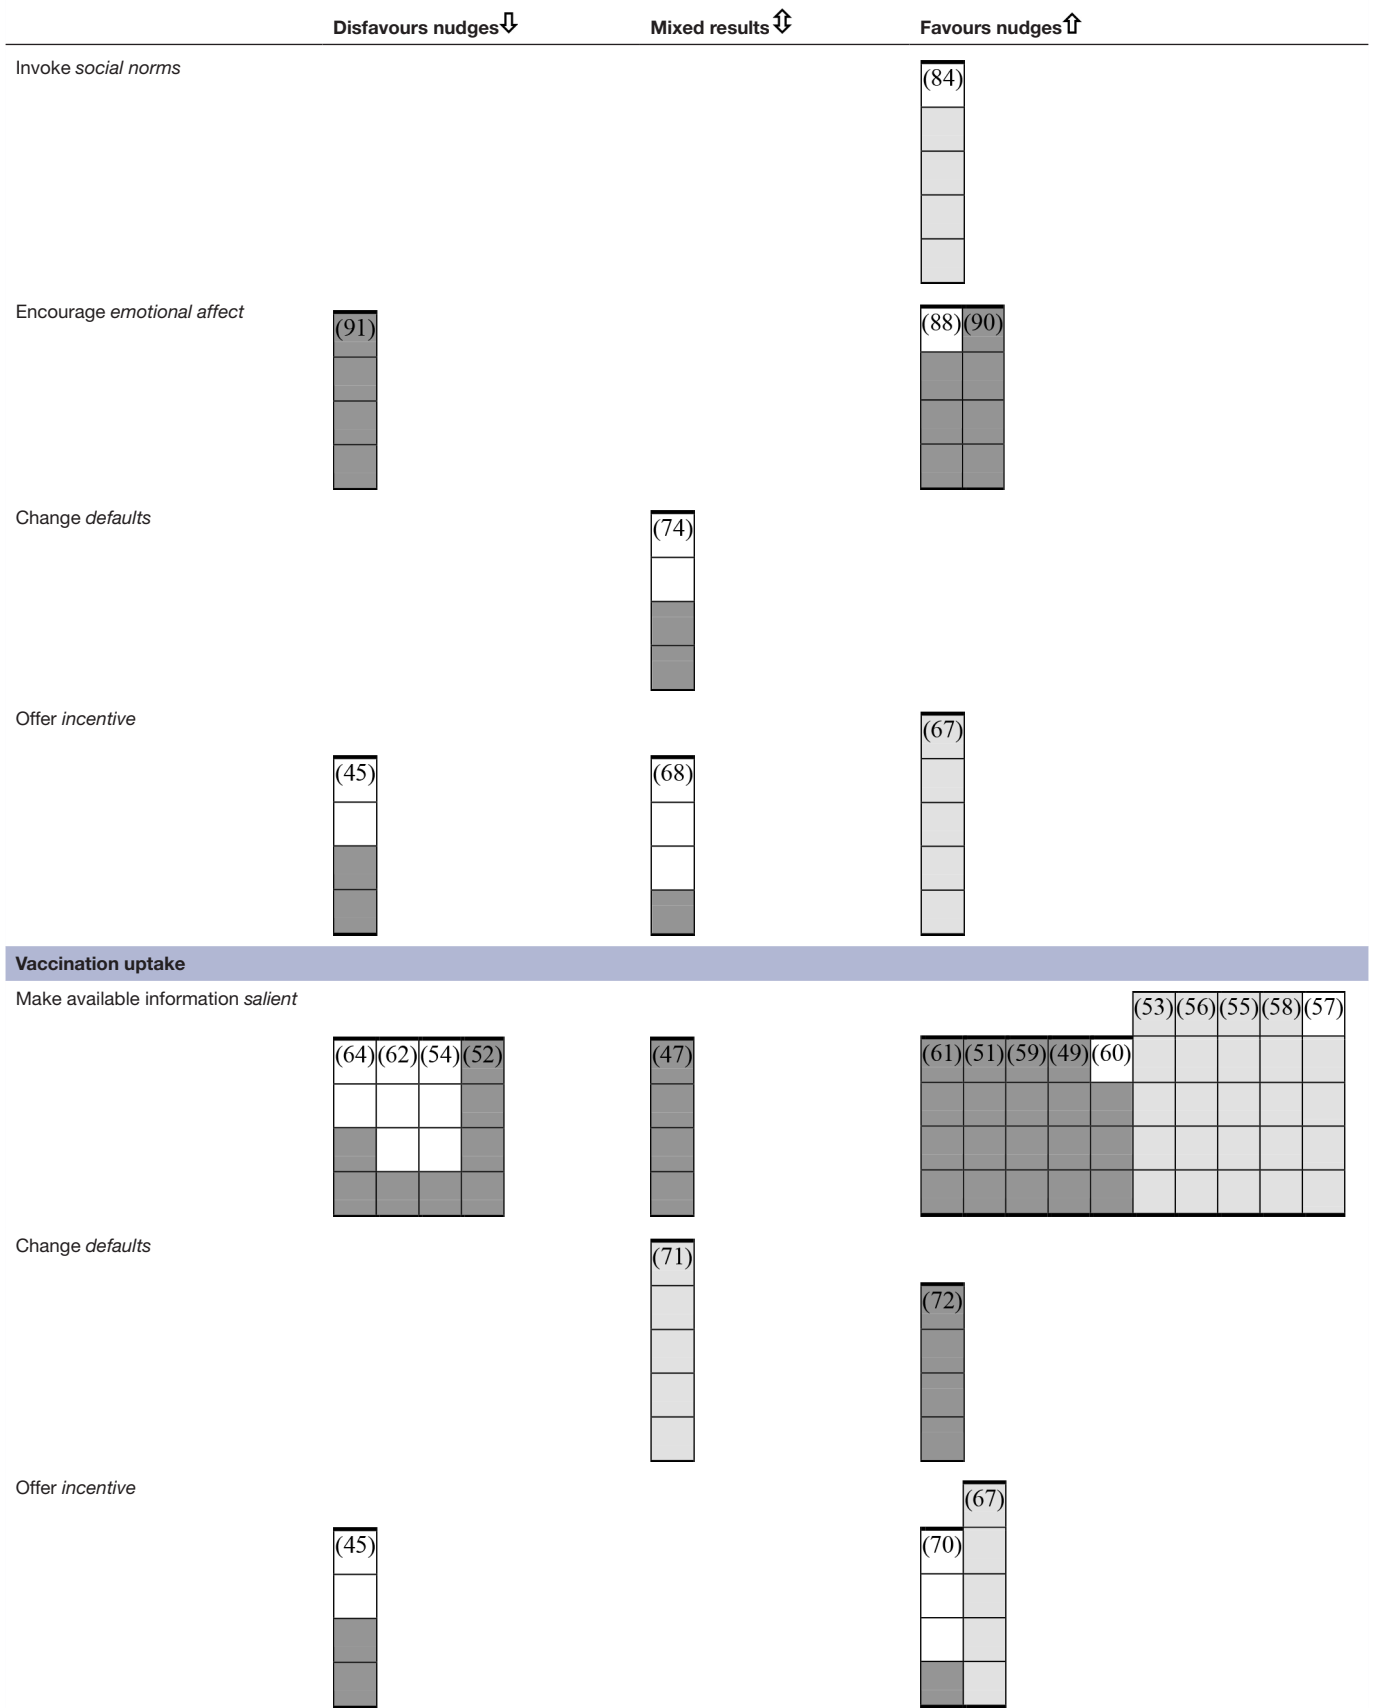 Disfavours nudges⇩ Mixed results⇳ Favours nudges⇧
Invoke social norms
(84)
Encourage emotional affect
(91) (88) (90)
Change defaults
(74)
Offer incentive
(67)
(45) (68)
Vaccination uptake
Make available information salient
(53) (56) (55) (58) (57)
(64) (62) (54) (52) (47) (61) (51) (59) (49) (60)
Change defaults
(71)
(72)
Offer incentive
(67)
(45) (70)